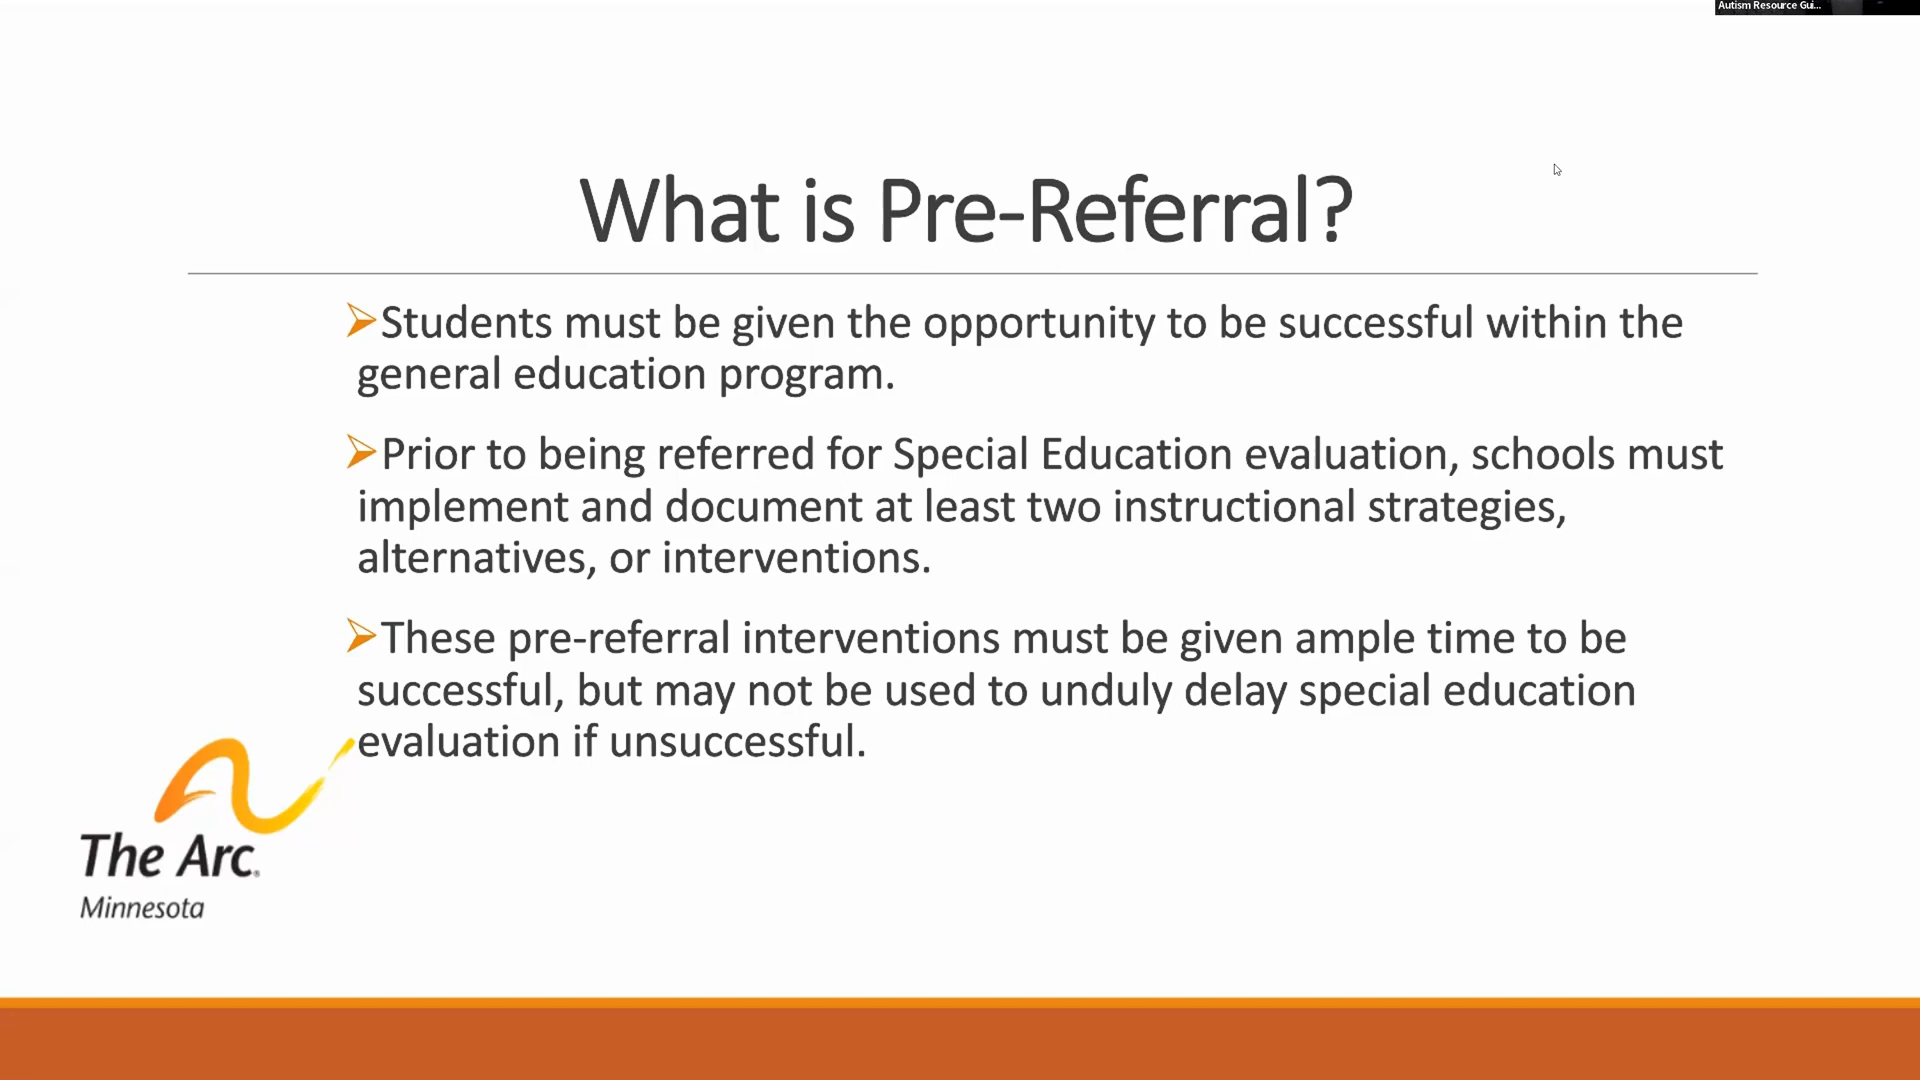 Autism Resource Gui...
What is Pre-Referral?
➢Students must be given the opportunity to be successful within the
general education program.
➢Prior to being referred for Special Education evaluation, schools must
implement and document at least two instructional strategies,
alternatives, or interventions.
➢These pre-referral interventions must be given ample time to be
successful, but may not be used to unduly delay special education
evaluation if unsuccessful.
The Arc®
Minnesota